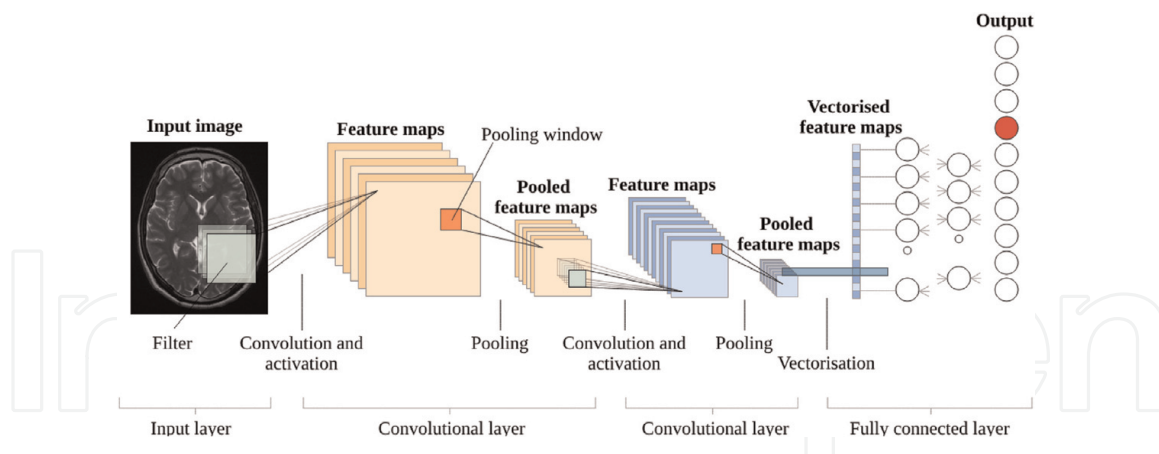 Output
Vectorised
feature maps
Input image
Feature maps
Pooling window
Pooled
feature maps
Feature maps
Pooled
feature maps
Filter
Convolution and
activation
Pooling
Convolution and
activation
Pooling
Vectorisation
Input layer
Convolutional layer
Convolutional layer
Fully connected layer